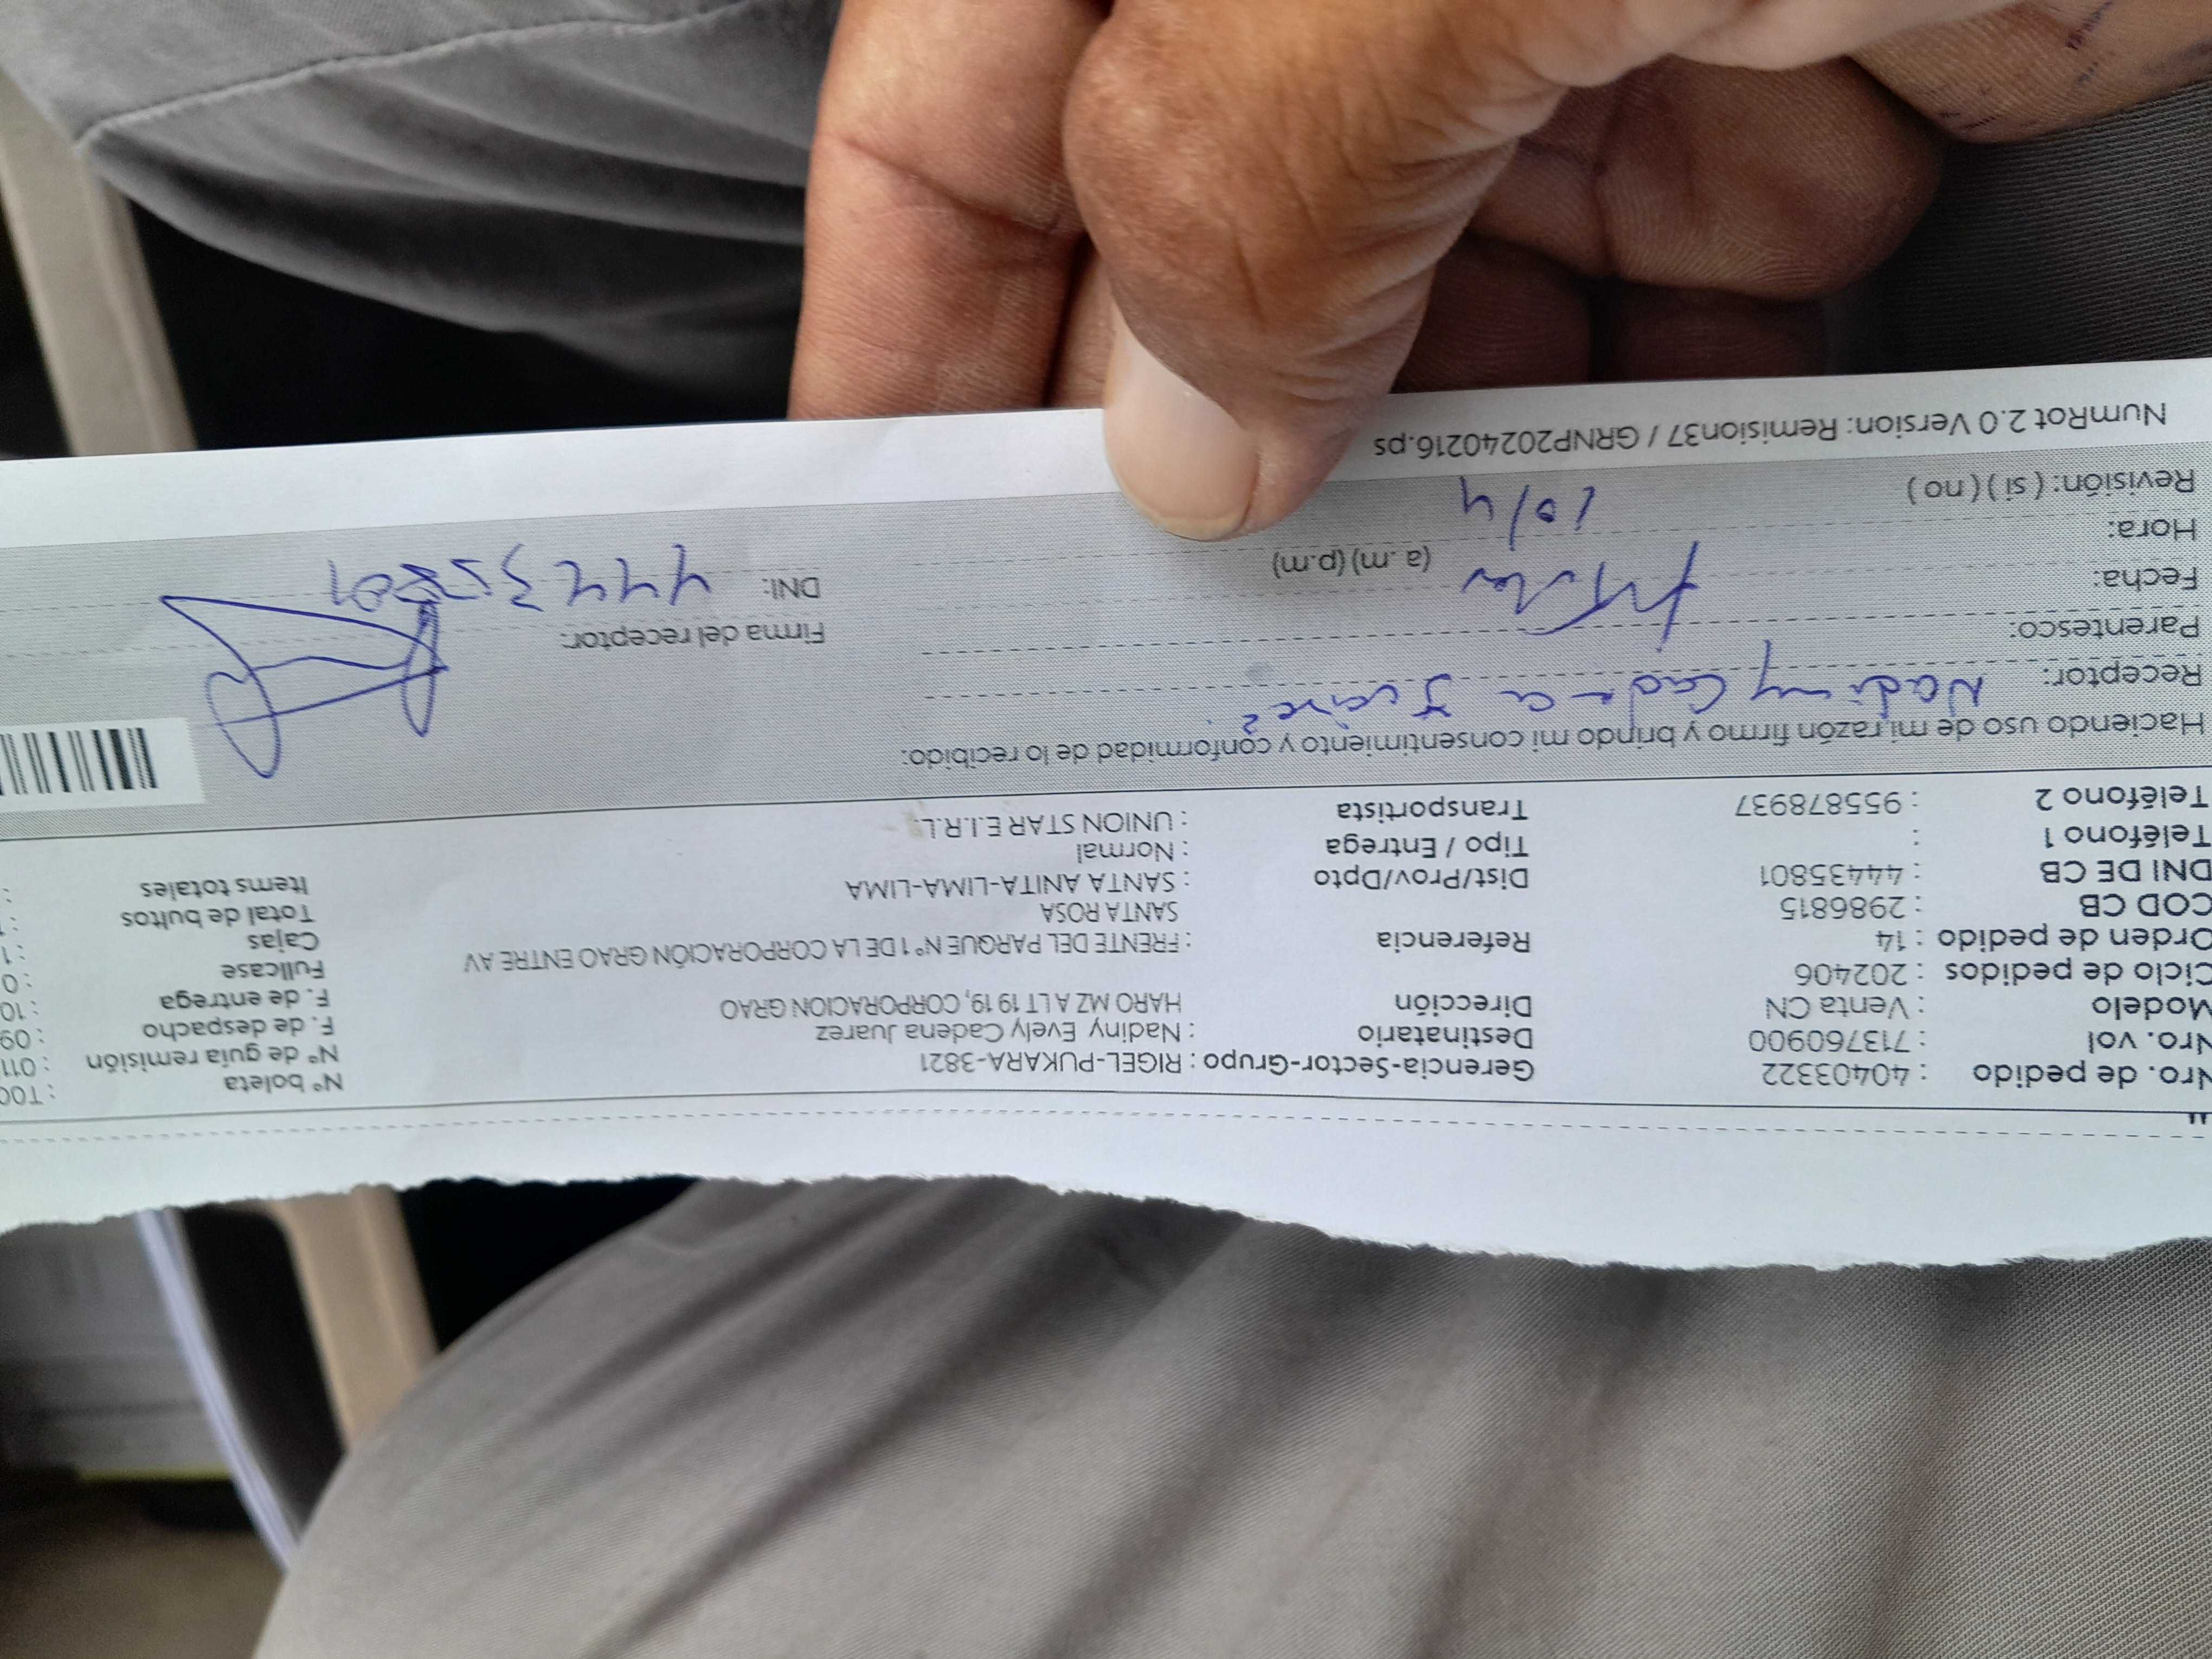 Nro. de pedido : 40403322 Gerencia-Sector-Grupo : RIGEL-PUKARA-3821 N° boleta : T00
Nro. vol : 713760900 Destinatario : Nadiny Evely Cadena Juarez N° de guía remisión : 011
Modelo : Venta CN Dirección HARO MZ A LT 19 19, CORPORACION GRAO F. de despacho : 09
Ciclo de pedidos : 202406 F. de entrega : 10
Orden de pedido : 14 Referencia : FRENTE DEL PARQUE N° 1 DE LA CORPORACIÓN GRAO ENTRE AV Fullcase : 0
COD CB : 2986815 SANTA ROSA Cajas : 1
DNI DE CB : 44435801 Dist/Prov/Dpto : SANTA ANITA-LIMA-LIMA Total de bultos :
Teléfono 1 : Tipo / Entrega : Normal Items totales :
Teléfono 2 : 955878937 Transportista : UNION STAR E.I.R.L.
Haciendo uso de mi razón firmo y brindo mi consentimiento y conformidad de lo recibido:
Receptor: Nadiny Cadena Juarez
Parentesco: Firma del receptor:
Fecha: DNI:
Hora: (a.m) (p.m)
Revisión: ( si ) ( no ) 10/4
NumRot 2.0 Version: Remision37 / GRNP20240216.ps